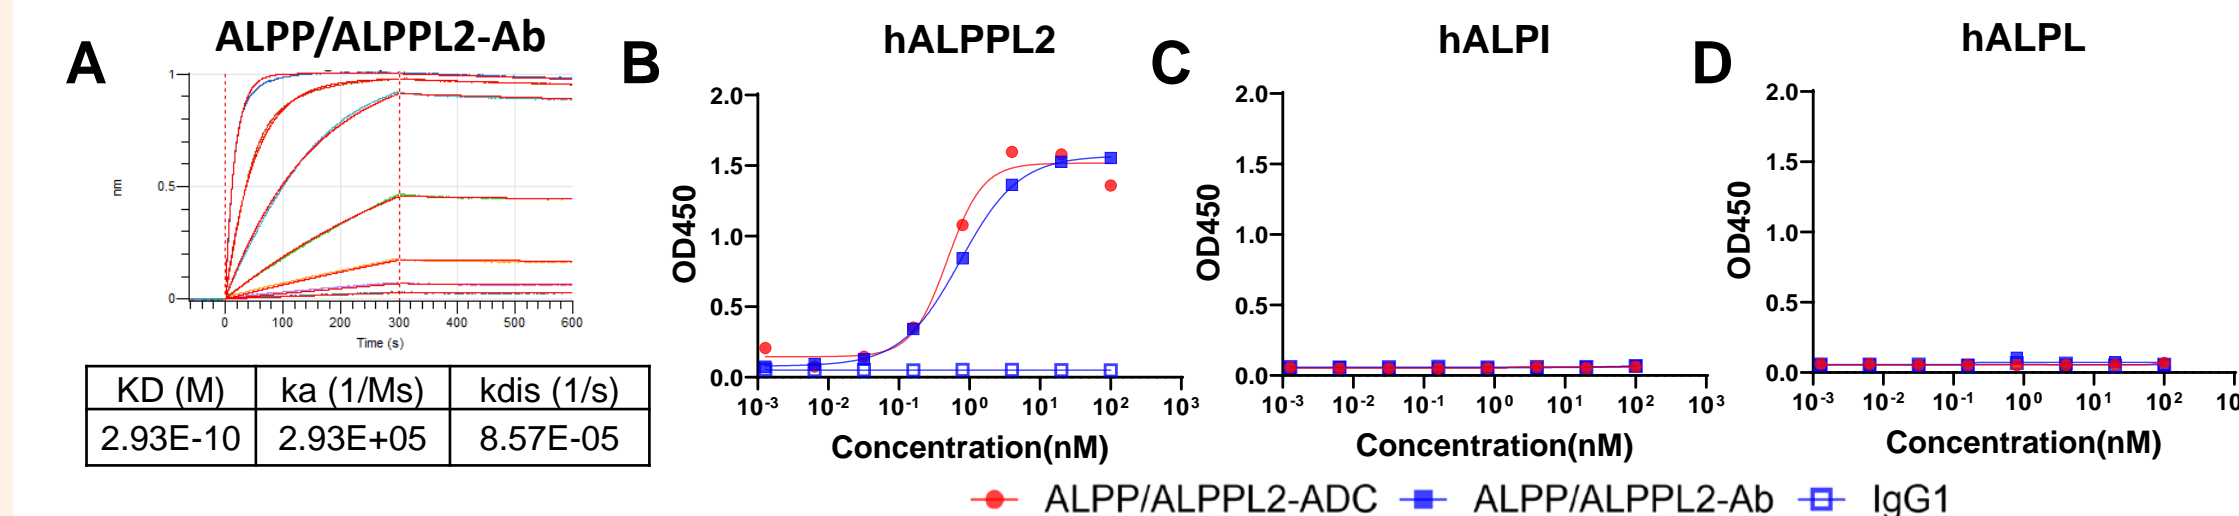 A
ALPP/ALPPL2-Ab
nm
1
0.5
0
0 100 200 300 400 500 600
Time (s)
KD (M) ka (1/Ms) kdis (1/s)
2.93E-10 2.93E+05 8.57E-05
B
hALPPL2
OD450
2.0
1.5
1.0
0.5
0.0
10⁻³ 10⁻² 10⁻¹ 10⁰ 10¹ 10² 10³
Concentration(nM)
C
hALPI
OD450
2.0
1.5
1.0
0.5
0.0
10⁻³ 10⁻² 10⁻¹ 10⁰ 10¹ 10² 10³
Concentration(nM)
D
hALPL
OD450
2.0
1.5
1.0
0.5
0.0
10⁻³ 10⁻² 10⁻¹ 10⁰ 10¹ 10²
Concentration(nM)
ALPP/ALPPL2-ADC ALPP/ALPPL2-Ab IgG1